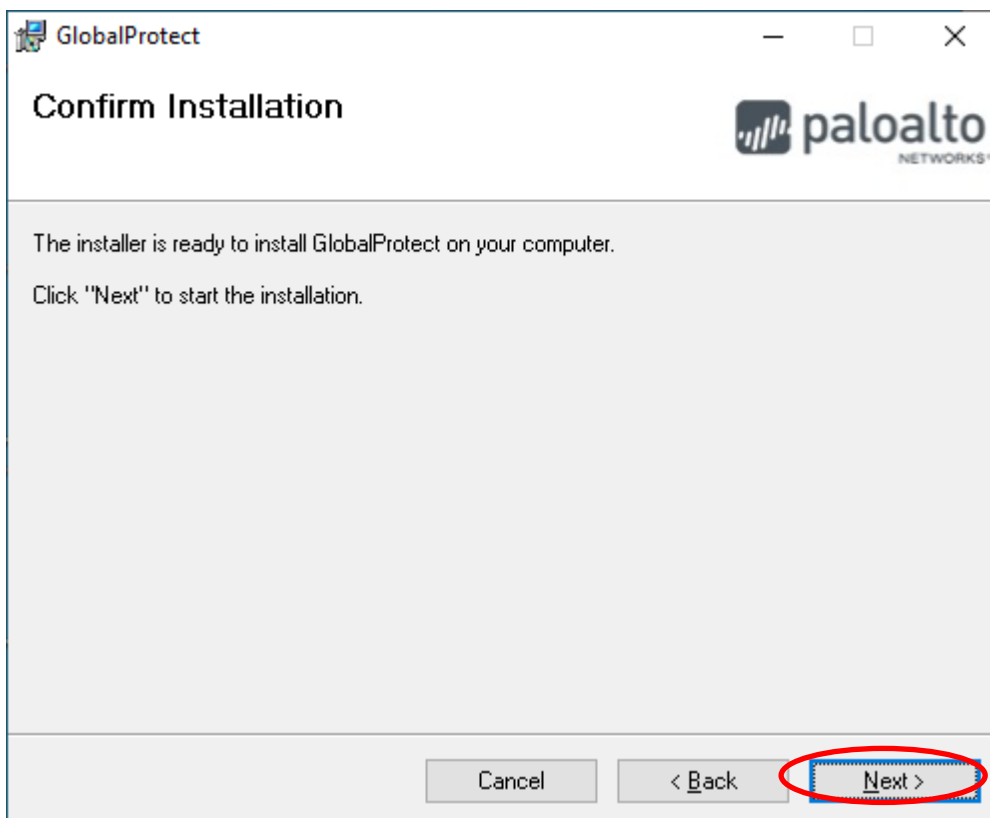 GlobalProtect
Confirm Installation
paloalto
NETWORKS
The installer is ready to install GlobalProtect on your computer.
Click "Next" to start the installation.
Cancel
< Back
Next >